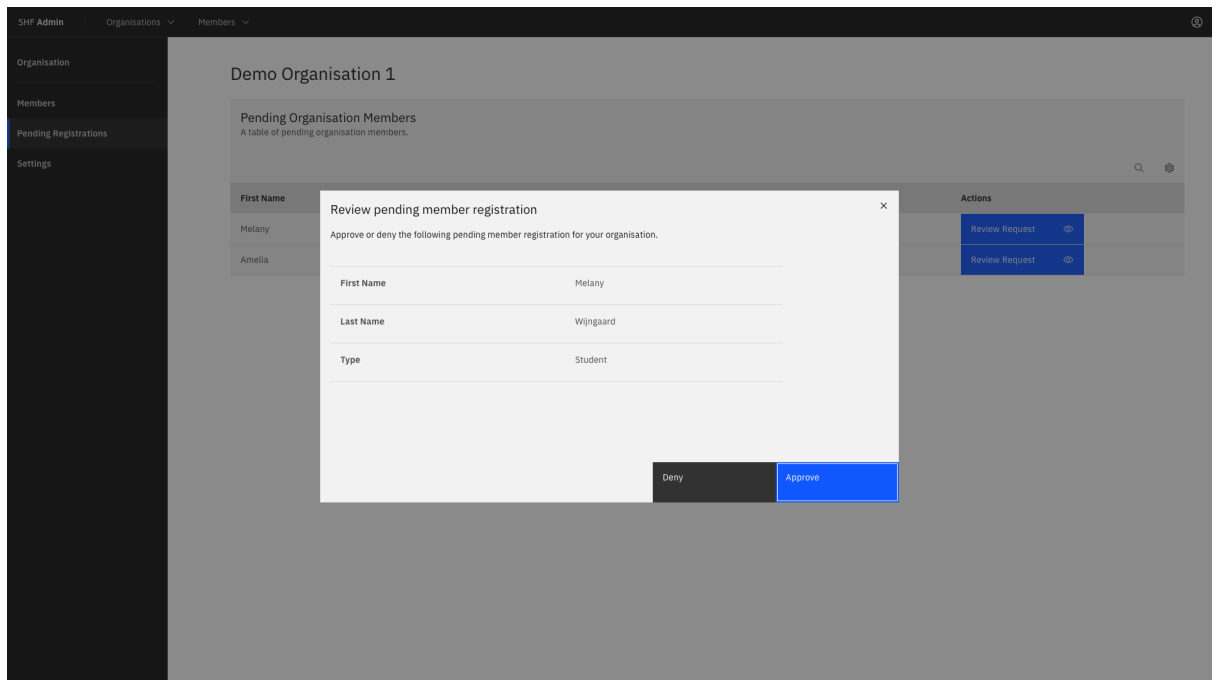 5HF Admin
Organisations
Members
Organisation
Members
Pending Registrations
Settings
Demo Organisation 1
Pending Organisation Members
A table of pending organisation members.
First Name
Actions
Melany
Review Request
Amelia
Review Request
Review pending member registration
Approve or deny the following pending member registration for your organisation.
First Name Melany
Last Name Wijngaard
Type Student
Deny
Approve